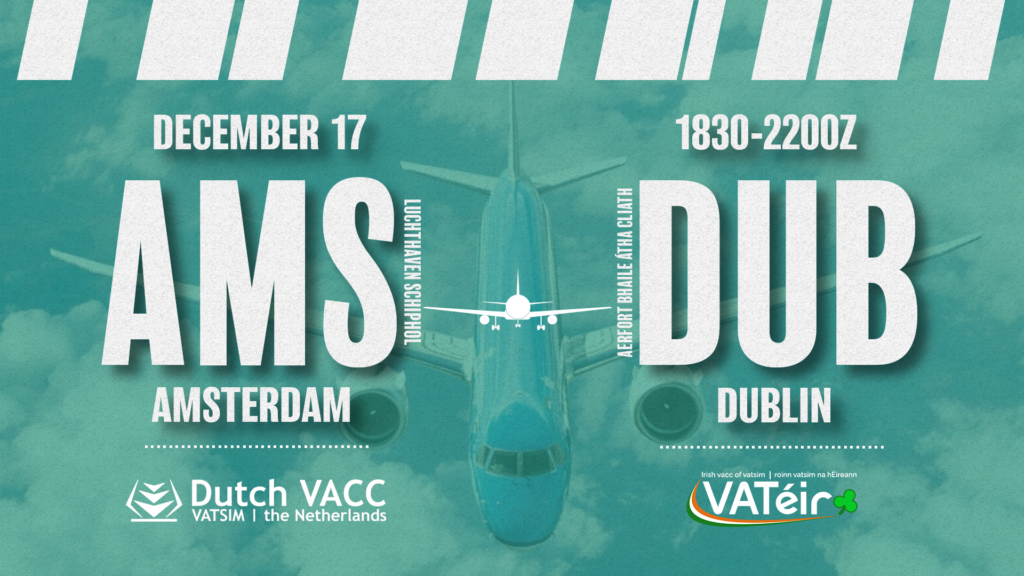 DECEMBER 17
1830-2200Z
AMS
LUCHTHAVEN SCHIPHOL
AERFORT BHAILE ÁTHA CLIATH
DUB
AMSTERDAM
DUBLIN
Dutch VACC
VATSIM | the Netherlands
Irish vacc of vatsim | roinn vatsim na hÉireann
VATéir